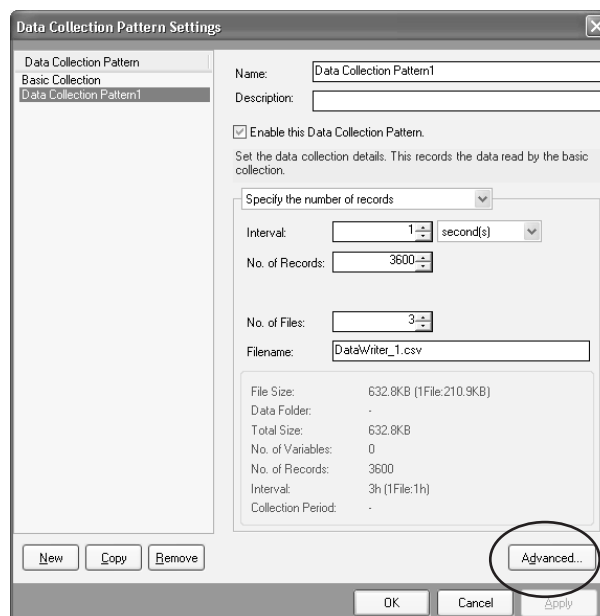 Data Collection Pattern Settings
Data Collection Pattern
Basic Collection
Data Collection Pattern1
Name: Data Collection Pattern1
Description:
Enable this Data Collection Pattern.
Set the data collection details. This records the data read by the basic
collection.
Specify the number of records
Interval: 1 second(s)
No. of Records: 3600
No. of Files: 3
Filename: DataWriter_1.csv
File Size: 632.8KB (1File:210.9KB)
Data Folder: -
Total Size: 632.8KB
No. of Variables: 0
No. of Records: 3600
Interval: 3h (1File:1h)
Collection Period: -
New Copy Remove Advanced...
OK Cancel Apply